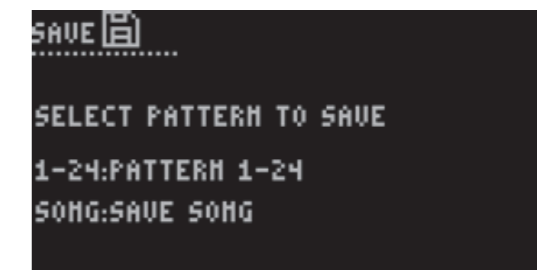 SAVE
SELECT PATTERN TO SAVE
1-24:PATTERN 1-24
SONG:SAVE SONG